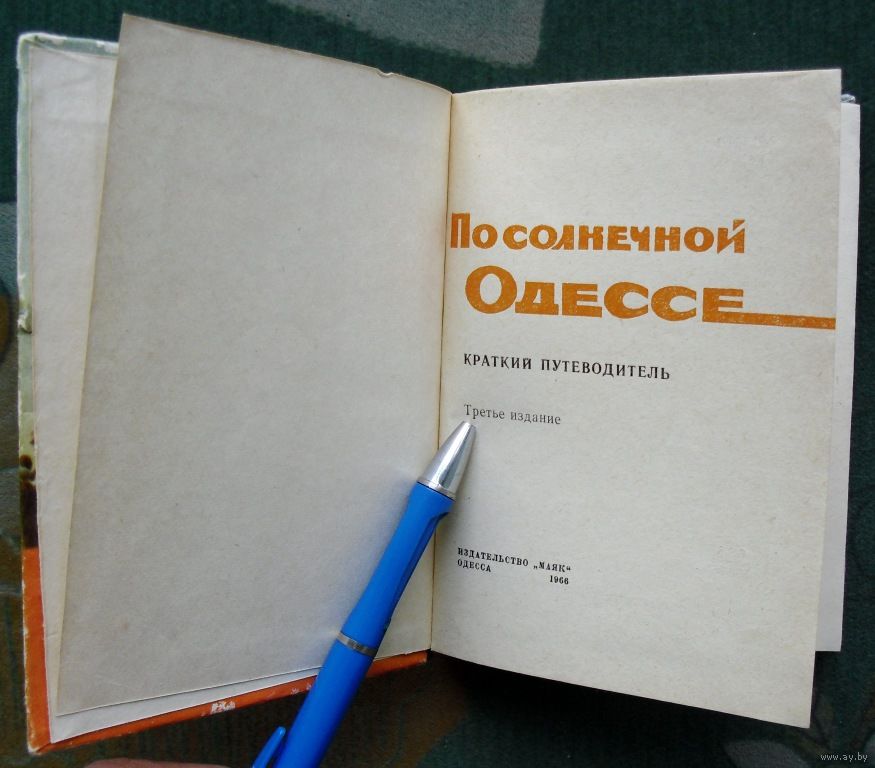 По солнечной
Одессе
КРАТКИЙ ПУТЕВОДИТЕЛЬ
Третье издание
ИЗДАТЕЛЬСТВО „МАЯК“
ОДЕССА 1966
www.ay.by